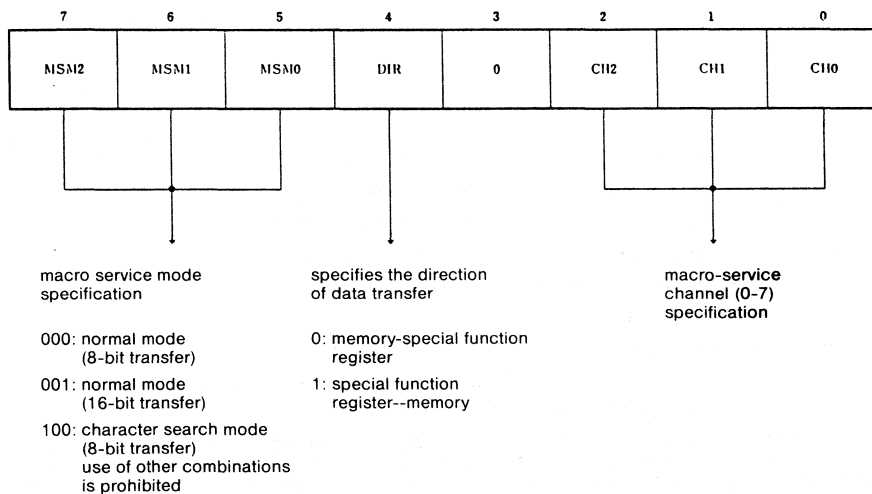 7 6 5 4 3 2 1 0
MSM2 MSM1 MSM0 DIR 0 CH2 CH1 CH0
macro service mode
specification
000: normal mode
(8-bit transfer)
001: normal mode
(16-bit transfer)
100: character search mode
(8-bit transfer)
use of other combinations
is prohibited
specifies the direction
of data transfer
0: memory-special function
register
1: special function
register--memory
macro-service
channel (0-7)
specification